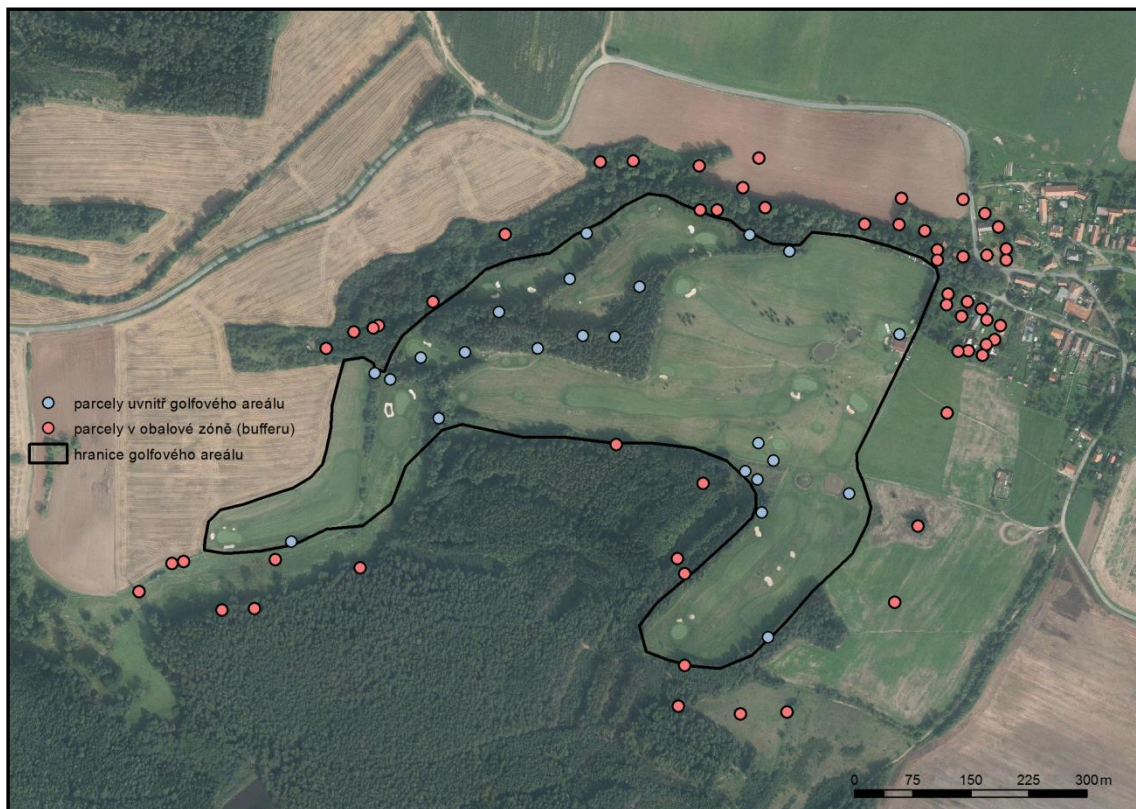 parcely uvnitř golfového areálu
parcely v obalové zóně (bufferu)
hranice golfového areálu
0 75 150 225 300 m